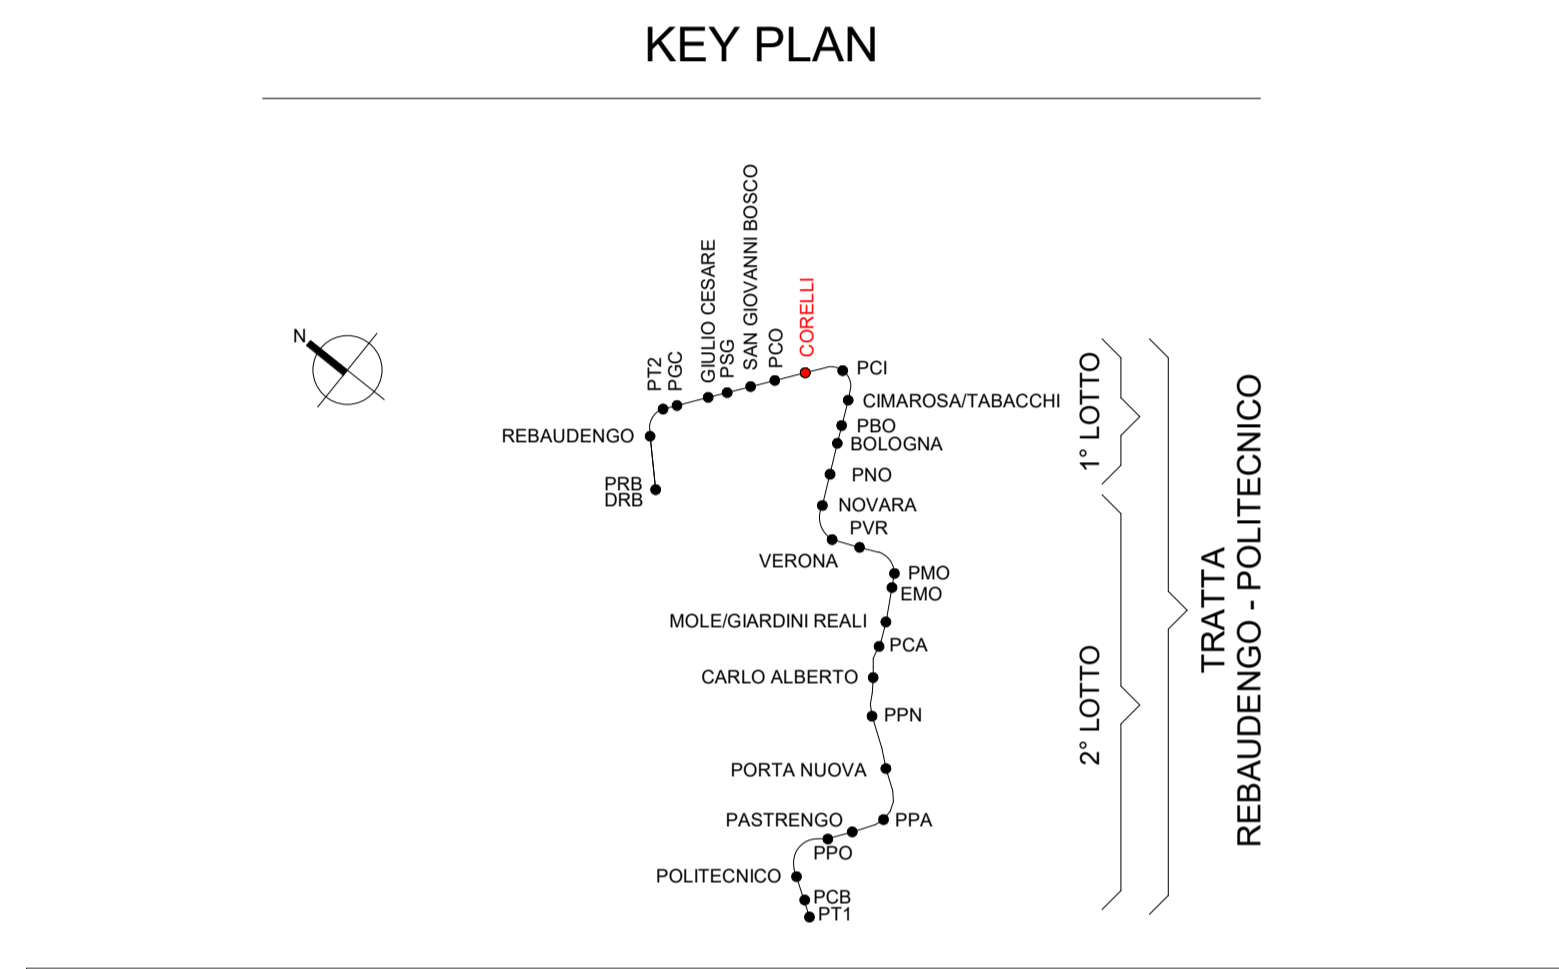 KEY PLAN
N
PT2
PGC
GIULIO CESARE
PSG
SAN GIOVANNI BOSCO
PCO
CORELLI
PCI
CIMAROSA/TABACCHI
REBAUDENGO
PBO
BOLOGNA
PRB
DRB
PNO
NOVARA
PVR
VERONA
PMO
EMO
MOLE/GIARDINI REALI
PCA
CARLO ALBERTO
PPN
PORTA NUOVA
PASTRENGO
PPA
PPO
POLITECNICO
PCB
PT1
1° LOTTO
2° LOTTO
TRATTA
REBAUDENGO - POLITECNICO